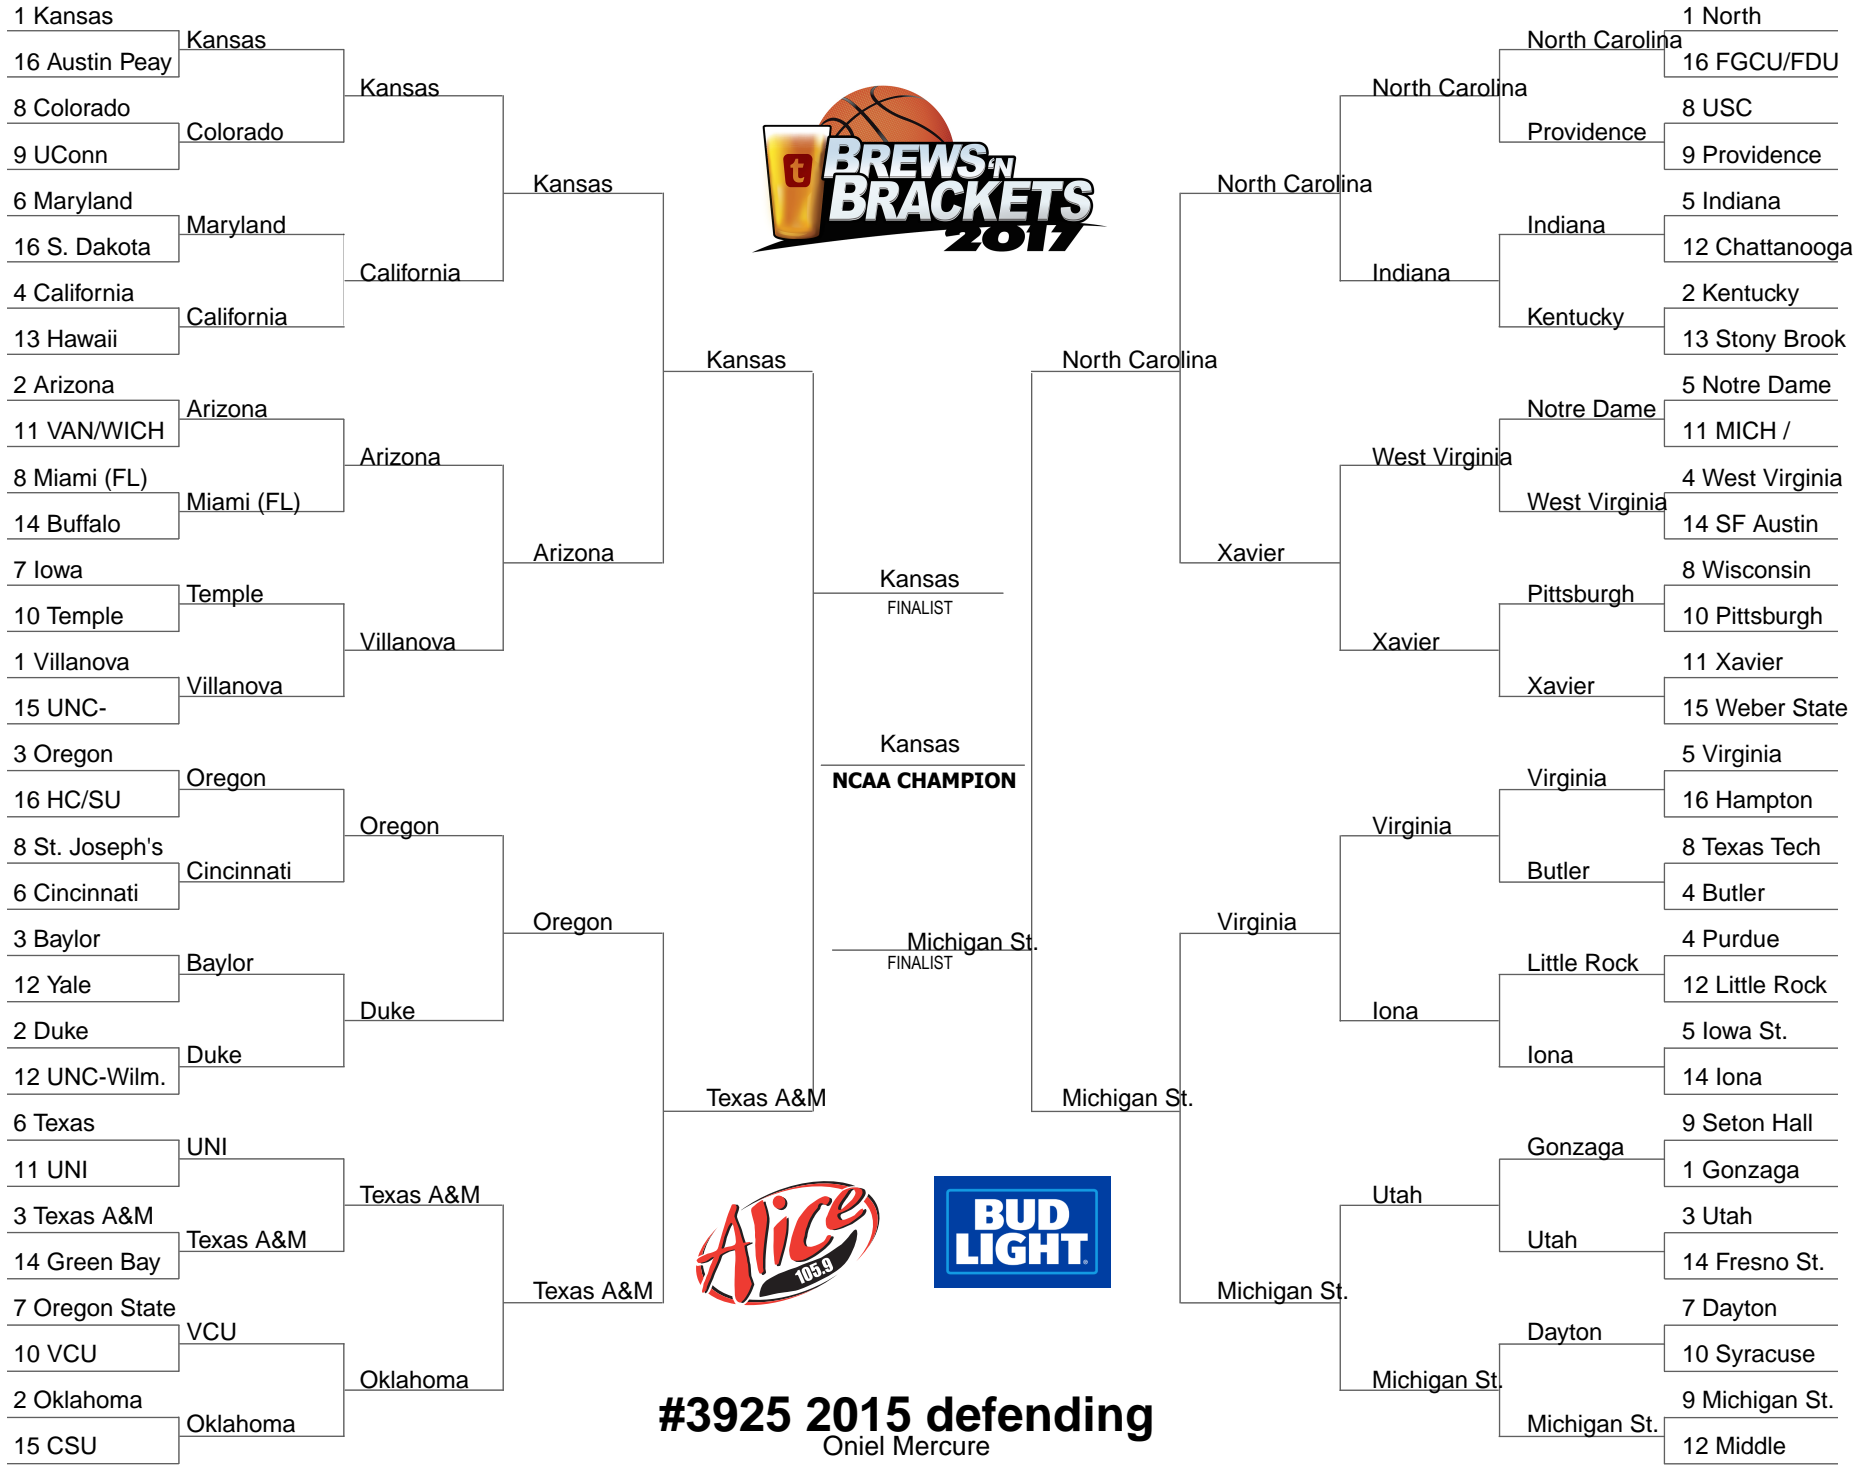 1 Kansas
16 Austin Peay
8 Colorado
9 UConn
6 Maryland
16 S. Dakota
4 California
13 Hawaii
2 Arizona
11 VAN/WICH
8 Miami (FL)
14 Buffalo
7 Iowa
10 Temple
1 Villanova
15 UNC-
3 Oregon
16 HC/SU
8 St. Joseph's
6 Cincinnati
3 Baylor
12 Yale
2 Duke
12 UNC-Wilm.
6 Texas
11 UNI
3 Texas A&M
14 Green Bay
7 Oregon State
10 VCU
2 Oklahoma
15 CSU
Kansas
Colorado
Maryland
California
Arizona
Miami (FL)
Temple
Villanova
Oregon
Cincinnati
Baylor
Duke
UNI
Texas A&M
VCU
Oklahoma
Kansas
California
Arizona
Villanova
Oregon
Duke
Texas A&M
Oklahoma
Kansas
Arizona
Oregon
Texas A&M
Kansas
Texas A&M
t
BREWS 'N
BRACKETS
2017
Kansas
FINALIST
Kansas
NCAA CHAMPION
Michigan St.
FINALIST
Alice
105.9
BUD
LIGHT
#3925 2015 defending
Oniel Mercure
North Carolina
Michigan St.
North Carolina
Xavier
Virginia
Michigan St.
North Carolina
Indiana
West Virginia
Xavier
Virginia
Iona
Utah
Michigan St.
North Carolina
Providence
Indiana
Kentucky
Notre Dame
West Virginia
Pittsburgh
Xavier
Virginia
Butler
Little Rock
Iona
Gonzaga
Utah
Dayton
Michigan St.
1 North
16 FGCU/FDU
8 USC
9 Providence
5 Indiana
12 Chattanooga
2 Kentucky
13 Stony Brook
5 Notre Dame
11 MICH /
4 West Virginia
14 SF Austin
8 Wisconsin
10 Pittsburgh
11 Xavier
15 Weber State
5 Virginia
16 Hampton
8 Texas Tech
4 Butler
4 Purdue
12 Little Rock
5 Iowa St.
14 Iona
9 Seton Hall
1 Gonzaga
3 Utah
14 Fresno St.
7 Dayton
10 Syracuse
9 Michigan St.
12 Middle